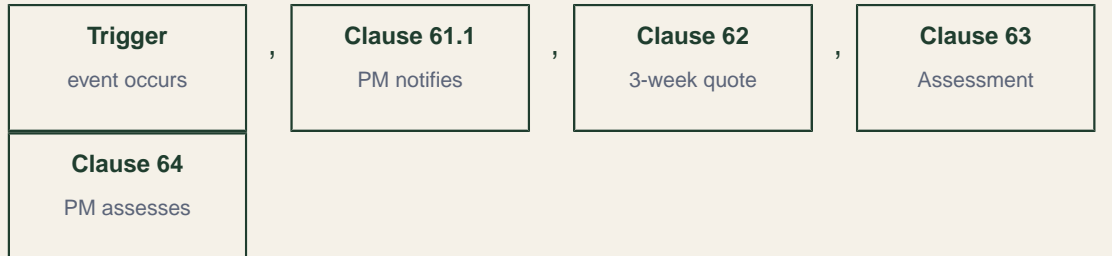 Trigger
event occurs
,
Clause 61.1
PM notifies
,
Clause 62
3-week quote
,
Clause 63
Assessment
Clause 64
PM assesses